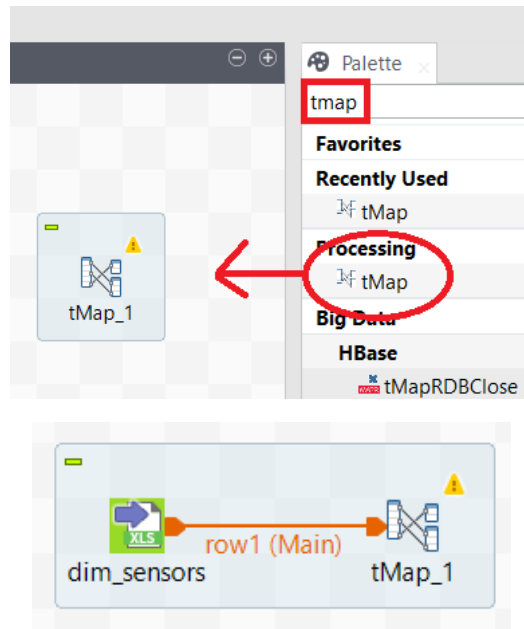 Palette
tmap
Favorites
Recently Used
tMap
Processing
tMap
Big Data
HBase
tMapRDBClose
tMap_1
XLS
row1 (Main)
dim_sensors
tMap_1